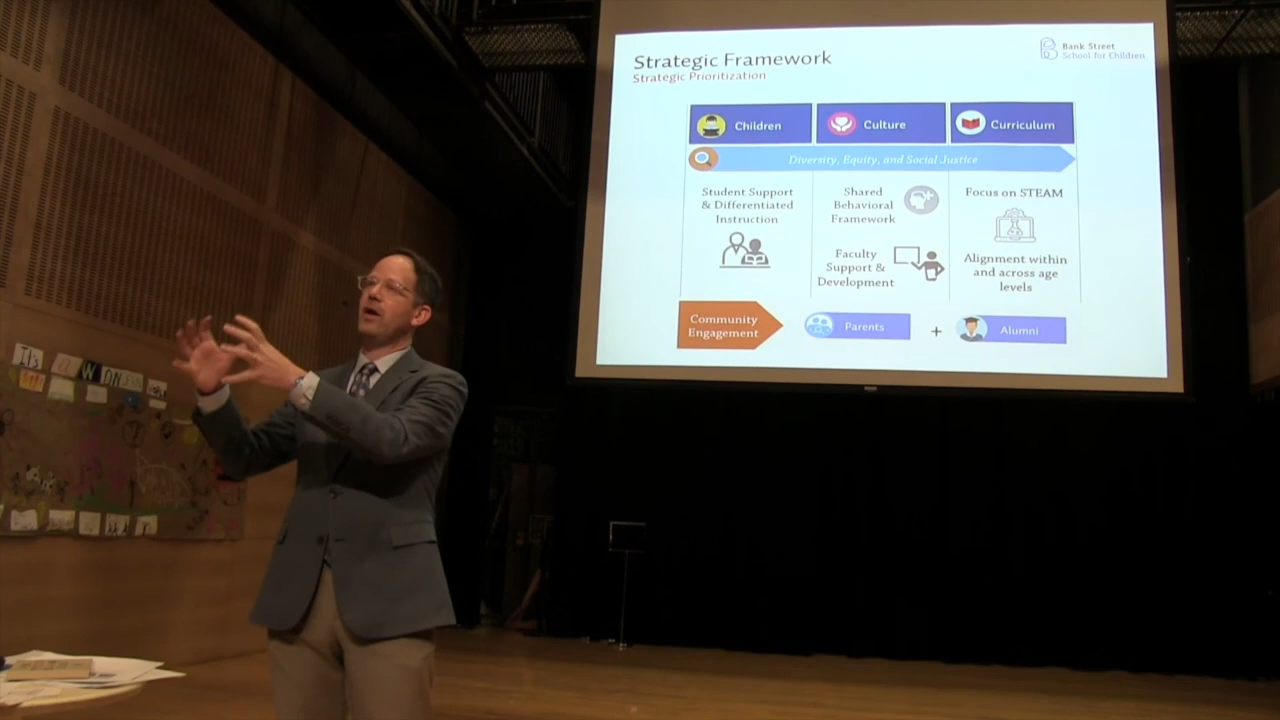 Strategic Framework
Strategic Prioritization
Bank Street
School for Children
Children
Culture
Curriculum
Diversity, Equity, and Social Justice
Student Support
& Differentiated
Instruction
Shared
Behavioral
Framework
Faculty
Support &
Development
Focus on STEAM
Alignment within
and across age
levels
Community
Engagement
Parents
+
Alumni
It's
a